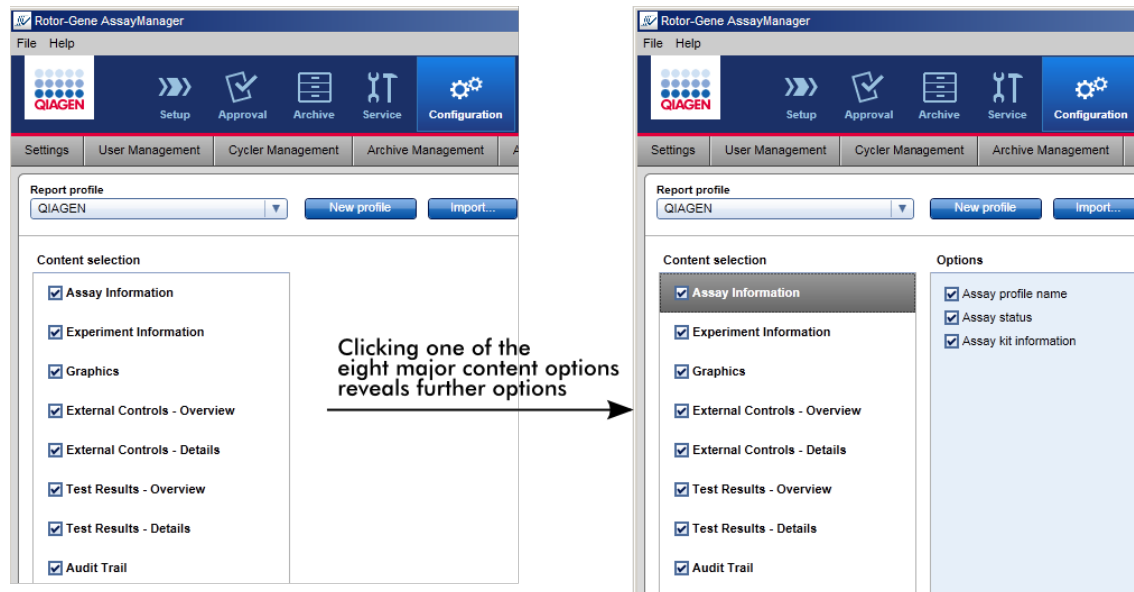 Rotor-Gene AssayManager
File Help
QIAGEN
Setup Approval Archive Service Configuration
Settings User Management Cycler Management Archive Management
Report profile
QIAGEN New profile Import...
Content selection
Assay Information
Experiment Information
Graphics
External Controls - Overview
External Controls - Details
Test Results - Overview
Test Results - Details
Audit Trail
Clicking one of the
eight major content options
reveals further options
Rotor-Gene AssayManager
File Help
QIAGEN
Setup Approval Archive Service Configuration
Settings User Management Cycler Management Archive Management
Report profile
QIAGEN New profile Import...
Content selection
Assay Information
Experiment Information
Graphics
External Controls - Overview
External Controls - Details
Test Results - Overview
Test Results - Details
Audit Trail
Options
Assay profile name
Assay status
Assay kit information